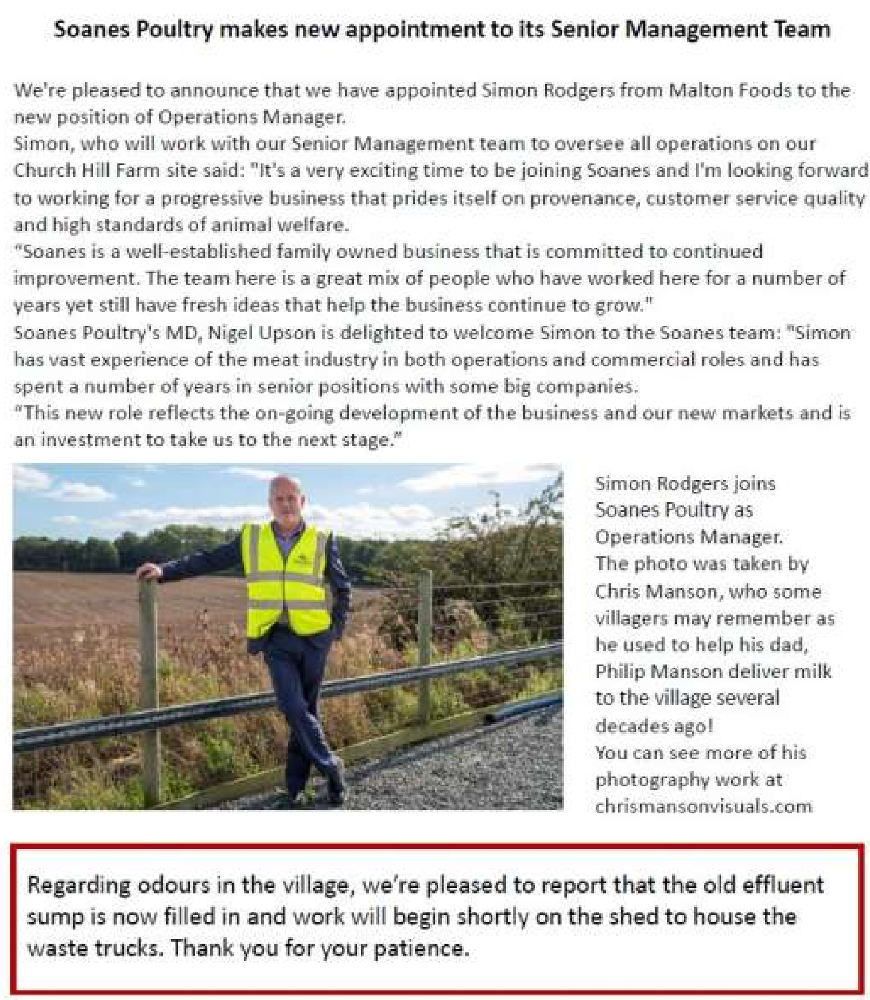 Soanes Poultry makes new appointment to its Senior Management Team
We're pleased to announce that we have appointed Simon Rodgers from Malton Foods to the
new position of Operations Manager.
Simon, who will work with our Senior Management team to oversee all operations on our
Church Hill Farm site said: "It's a very exciting time to be joining Soanes and I'm looking forward
to working for a progressive business that prides itself on provenance, customer service quality
and high standards of animal welfare.
“Soanes is a well-established family owned business that is committed to continued
improvement. The team here is a great mix of people who have worked here for a number of
years yet still have fresh ideas that help the business continue to grow."
Soanes Poultry's MD, Nigel Upson is delighted to welcome Simon to the Soanes team: "Simon
has vast experience of the meat industry in both operations and commercial roles and has
spent a number of years in senior positions with some big companies.
“This new role reflects the on-going development of the business and our new markets and is
an investment to take us to the next stage.”
Simon Rodgers joins
Soanes Poultry as
Operations Manager.
The photo was taken by
Chris Manson, who some
villagers may remember as
he used to help his dad,
Philip Manson deliver milk
to the village several
decades ago!
You can see more of his
photography work at
chrismansonvisuals.com
Regarding odours in the village, we’re pleased to report that the old effluent
sump is now filled in and work will begin shortly on the shed to house the
waste trucks. Thank you for your patience.